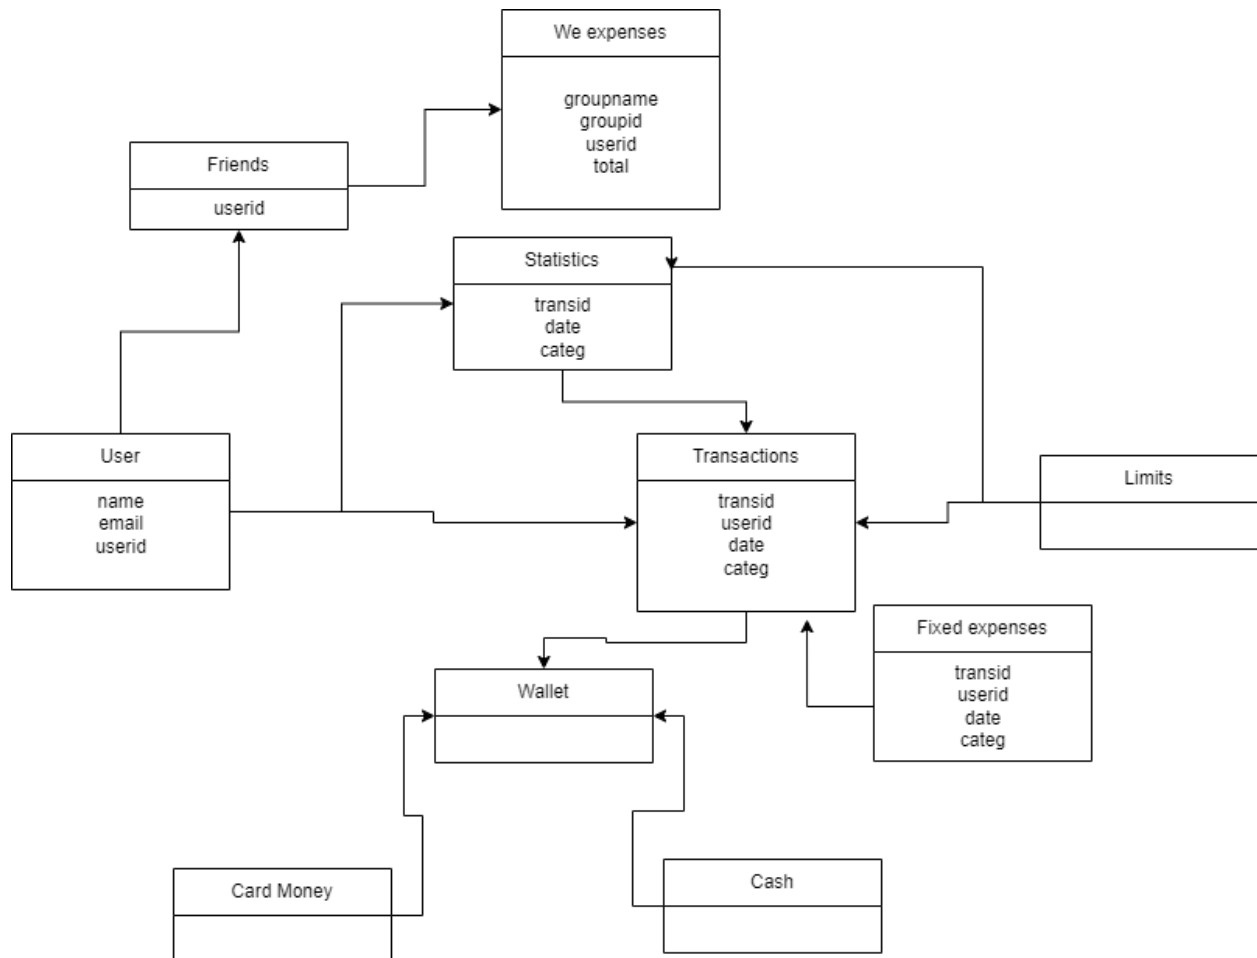 We expenses
groupname
groupid
userid
total
Friends
userid
Statistics
transid
date
categ
User
name
email
userid
Transactions
transid
userid
date
categ
Limits
Fixed expenses
transid
userid
date
categ
Wallet
Card Money
Cash